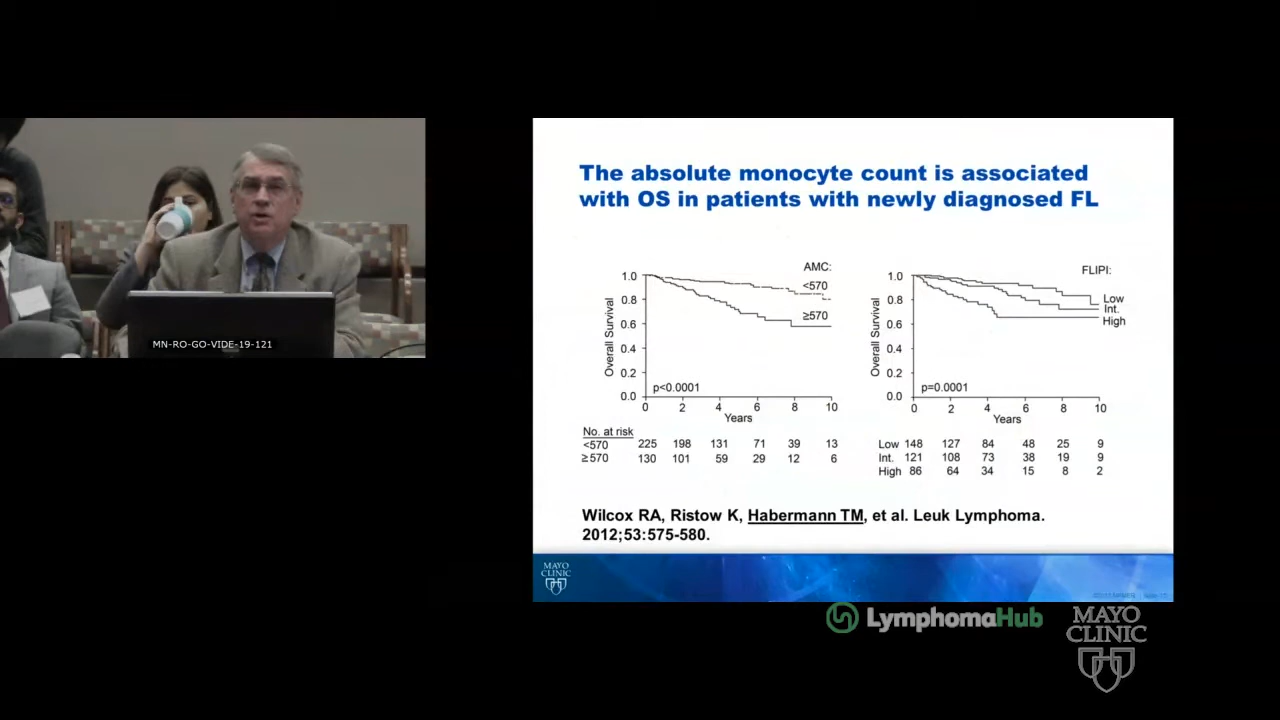 MN-RO-GO-VIDE-19-121
The absolute monocyte count is associated
with OS in patients with newly diagnosed FL
AMC:
<570
≥570
1.0
0.8
0.6
0.4
0.2
0.0
Overall Survival
p<0.0001
0 2 4 6 8 10
Years
No. at risk
<570 225 198 131 71 39 13
≥570 130 101 59 29 12 6
FLIPI:
Low
Int.
High
1.0
0.8
0.6
0.4
0.2
0.0
Overall Survival
p=0.0001
0 2 4 6 8 10
Years
Low 148 127 84 48 25 9
Int. 121 108 73 38 19 9
High 86 64 34 15 8 2
Wilcox RA, Ristow K, Habermann TM, et al. Leuk Lymphoma.
2012;53:575-580.
MAYO
CLINIC
LymphomaHub
MAYO
CLINIC